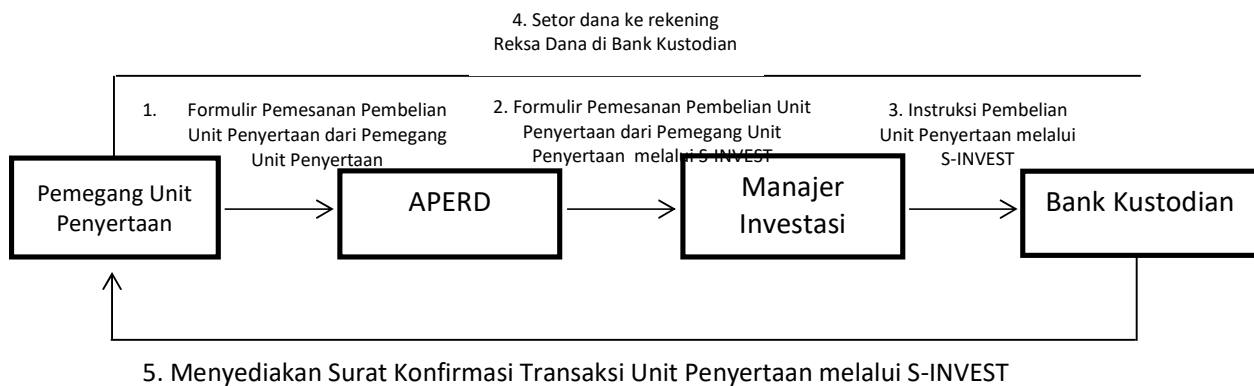 4. Setor dana ke rekening
Reksa Dana di Bank Kustodian
1. Formulir Pemesanan Pembelian
Unit Penyertaan dari Pemegang
Unit Penyertaan
2. Formulir Pemesanan Pembelian Unit
Penyertaan dari Pemegang Unit
Penyertaan melalui S-INVEST
3. Instruksi Pembelian
Unit Penyertaan melalui
S-INVEST
Pemegang Unit
Penyertaan
APERD
Manajer
Investasi
Bank Kustodian
5. Menyediakan Surat Konfirmasi Transaksi Unit Penyertaan melalui S-INVEST